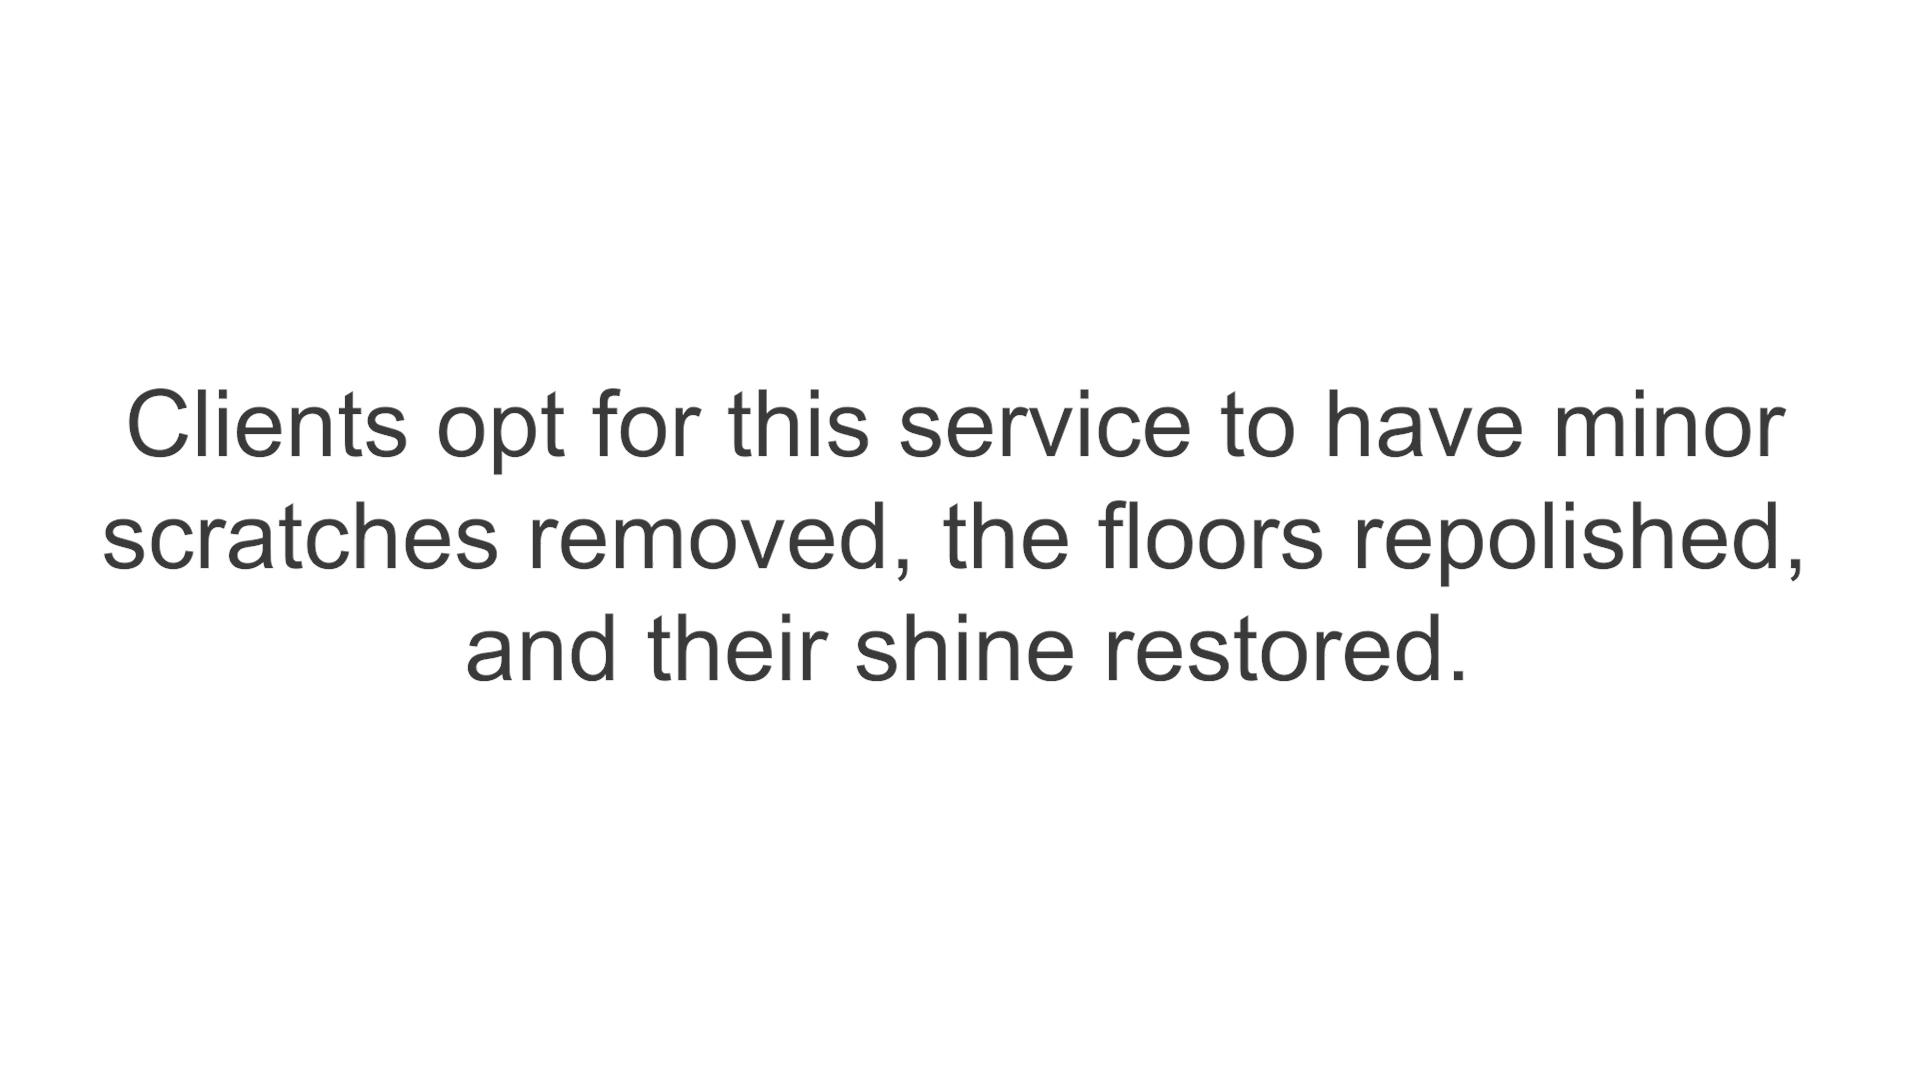 Clients opt for this service to have minor
scratches removed, the floors repolished,
and their shine restored.